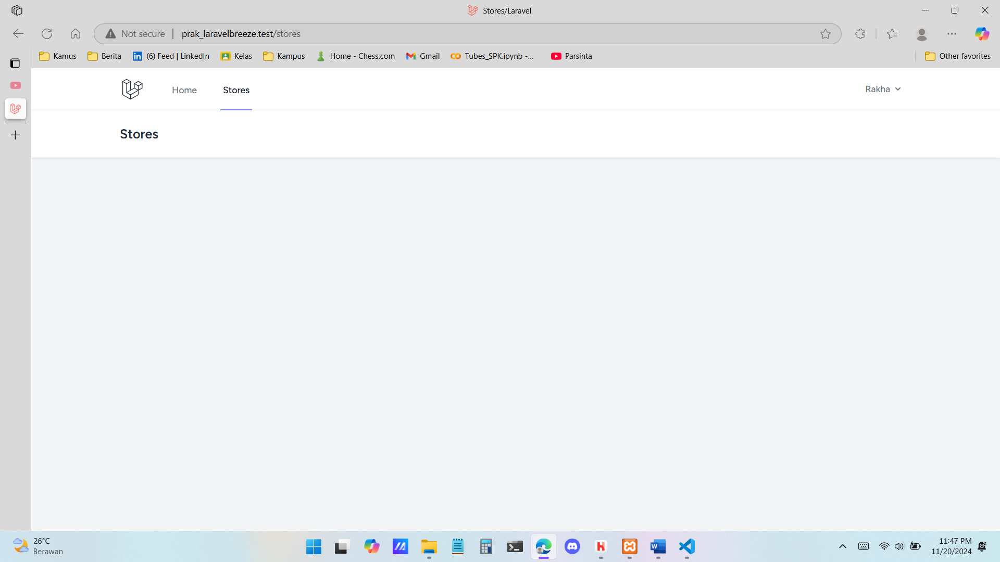 Stores/Laravel
Not secure prak_laravelbreeze.test/stores
Kamus Berita (6) Feed | LinkedIn Kelas Kampus Home - Chess.com Gmail Tubes_SPK.ipynb -... Parsinta Other favorites
Home Stores Rakha
Stores
26°C
Berawan
11:47 PM
11/20/2024